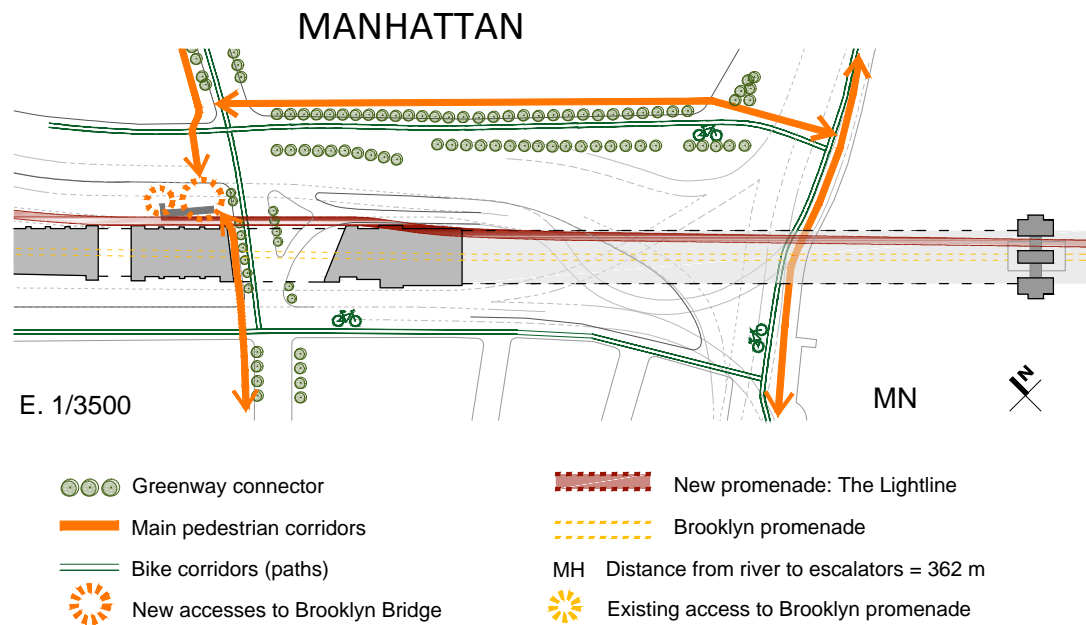 MANHATTAN
E. 1/3500
MN
N
Greenway connector
Main pedestrian corridors
Bike corridors (paths)
New accesses to Brooklyn Bridge
New promenade: The Lightline
Brooklyn promenade
MH Distance from river to escalators = 362 m
Existing access to Brooklyn promenade